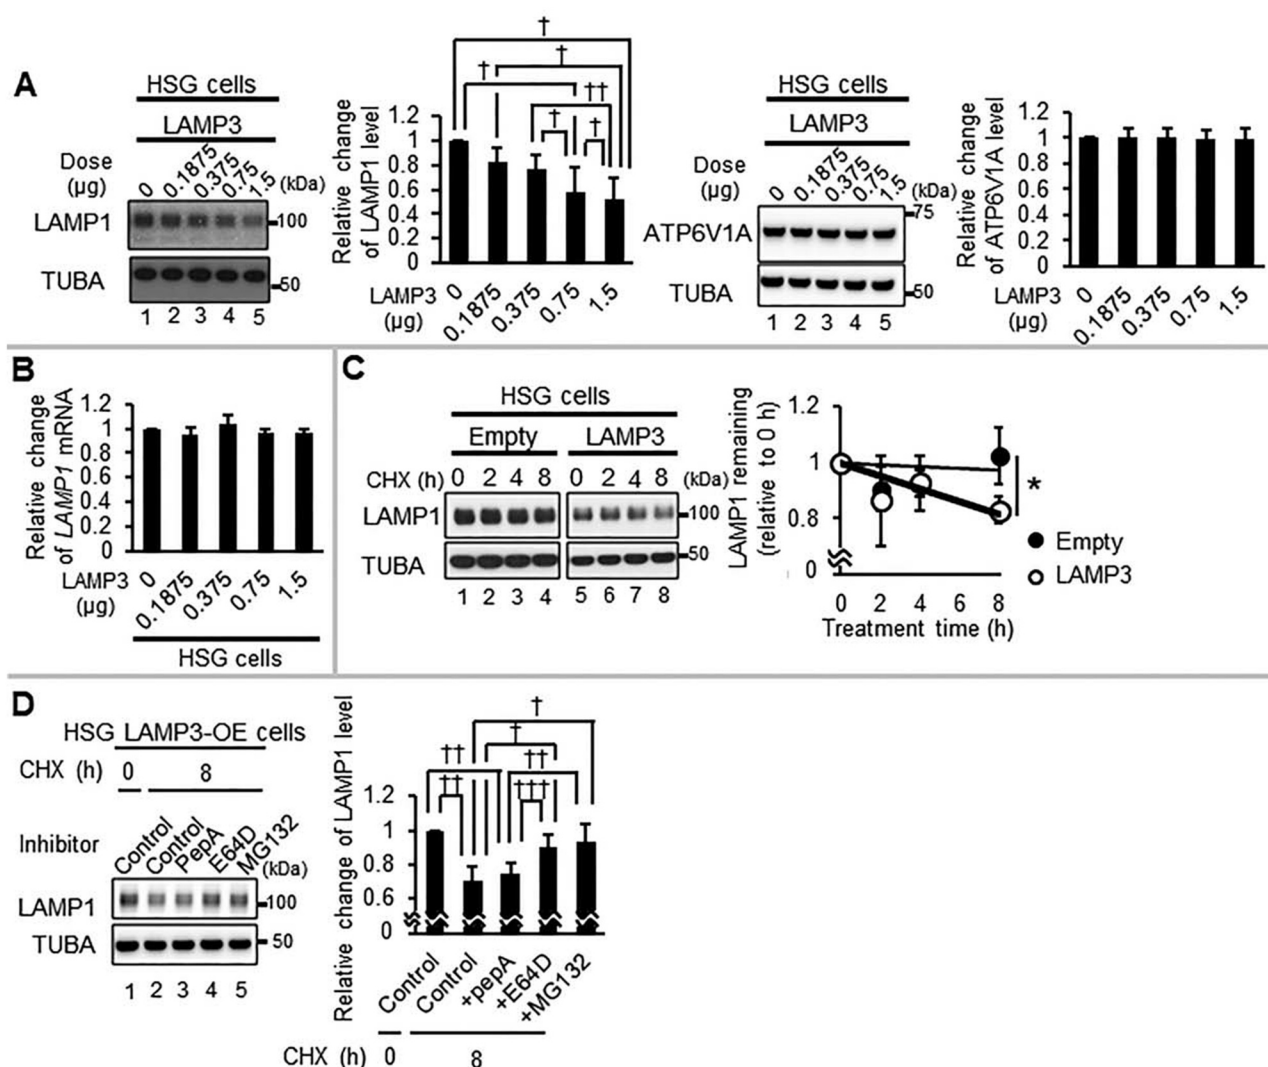 A
HSG cells
LAMP3
Dose
(µg)
0 0.1875 0.375 0.75 1.5 (kDa)
LAMP1
100
TUBA
50
1 2 3 4 5
Relative change
of LAMP1 level
† † † †† † †
1.2
1
0.8
0.6
0.4
0.2
0
LAMP3
(µg)
0 0.1875 0.375 0.75 1.5
HSG cells
LAMP3
Dose
(µg)
0 0.1875 0.375 0.75 1.5 (kDa)
75
ATP6V1A
TUBA
50
1 2 3 4 5
Relative change
of ATP6V1A level
1.2
1
0.8
0.6
0.4
0.2
0
LAMP3
(µg)
0 0.1875 0.375 0.75 1.5
B
Relative change
of LAMP1 mRNA
1.2
1
0.8
0.6
0.4
0.2
0
LAMP3
(µg)
0 0.1875 0.375 0.75 1.5
HSG cells
C
HSG cells
Empty LAMP3
CHX (h) 0 2 4 8 0 2 4 8 (kDa)
LAMP1
100
TUBA
50
1 2 3 4 5 6 7 8
LAMP1 remaining
(relative to 0 h)
1.2
1
0.8
0
*
Empty
LAMP3
0 2 4 6 8
Treatment time (h)
D
HSG LAMP3-OE cells
CHX (h) 0 8
Inhibitor
Control Control PepA E64D MG132
(kDa)
LAMP1
100
TUBA
50
1 2 3 4 5
Relative change of LAMP1 level
† † †† †† †† †††
1.2
1
0.8
0.6
0
Control Control +pepA +E64D +MG132
CHX (h) 0 8